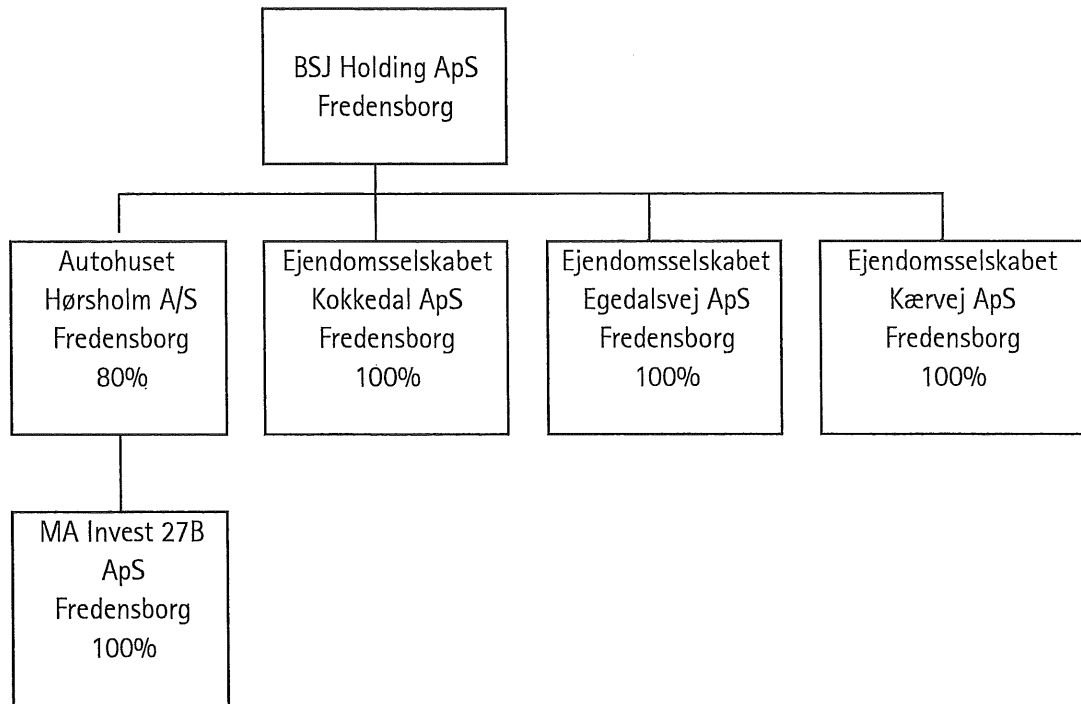 BSJ Holding ApS
Fredensborg
Autohuset
Hørsholm A/S
Fredensborg
80%
Ejendomsselskabet
Kokkedal ApS
Fredensborg
100%
Ejendomsselskabet
Egedalsvej ApS
Fredensborg
100%
Ejendomsselskabet
Kærvej ApS
Fredensborg
100%
MA Invest 27B
ApS
Fredensborg
100%